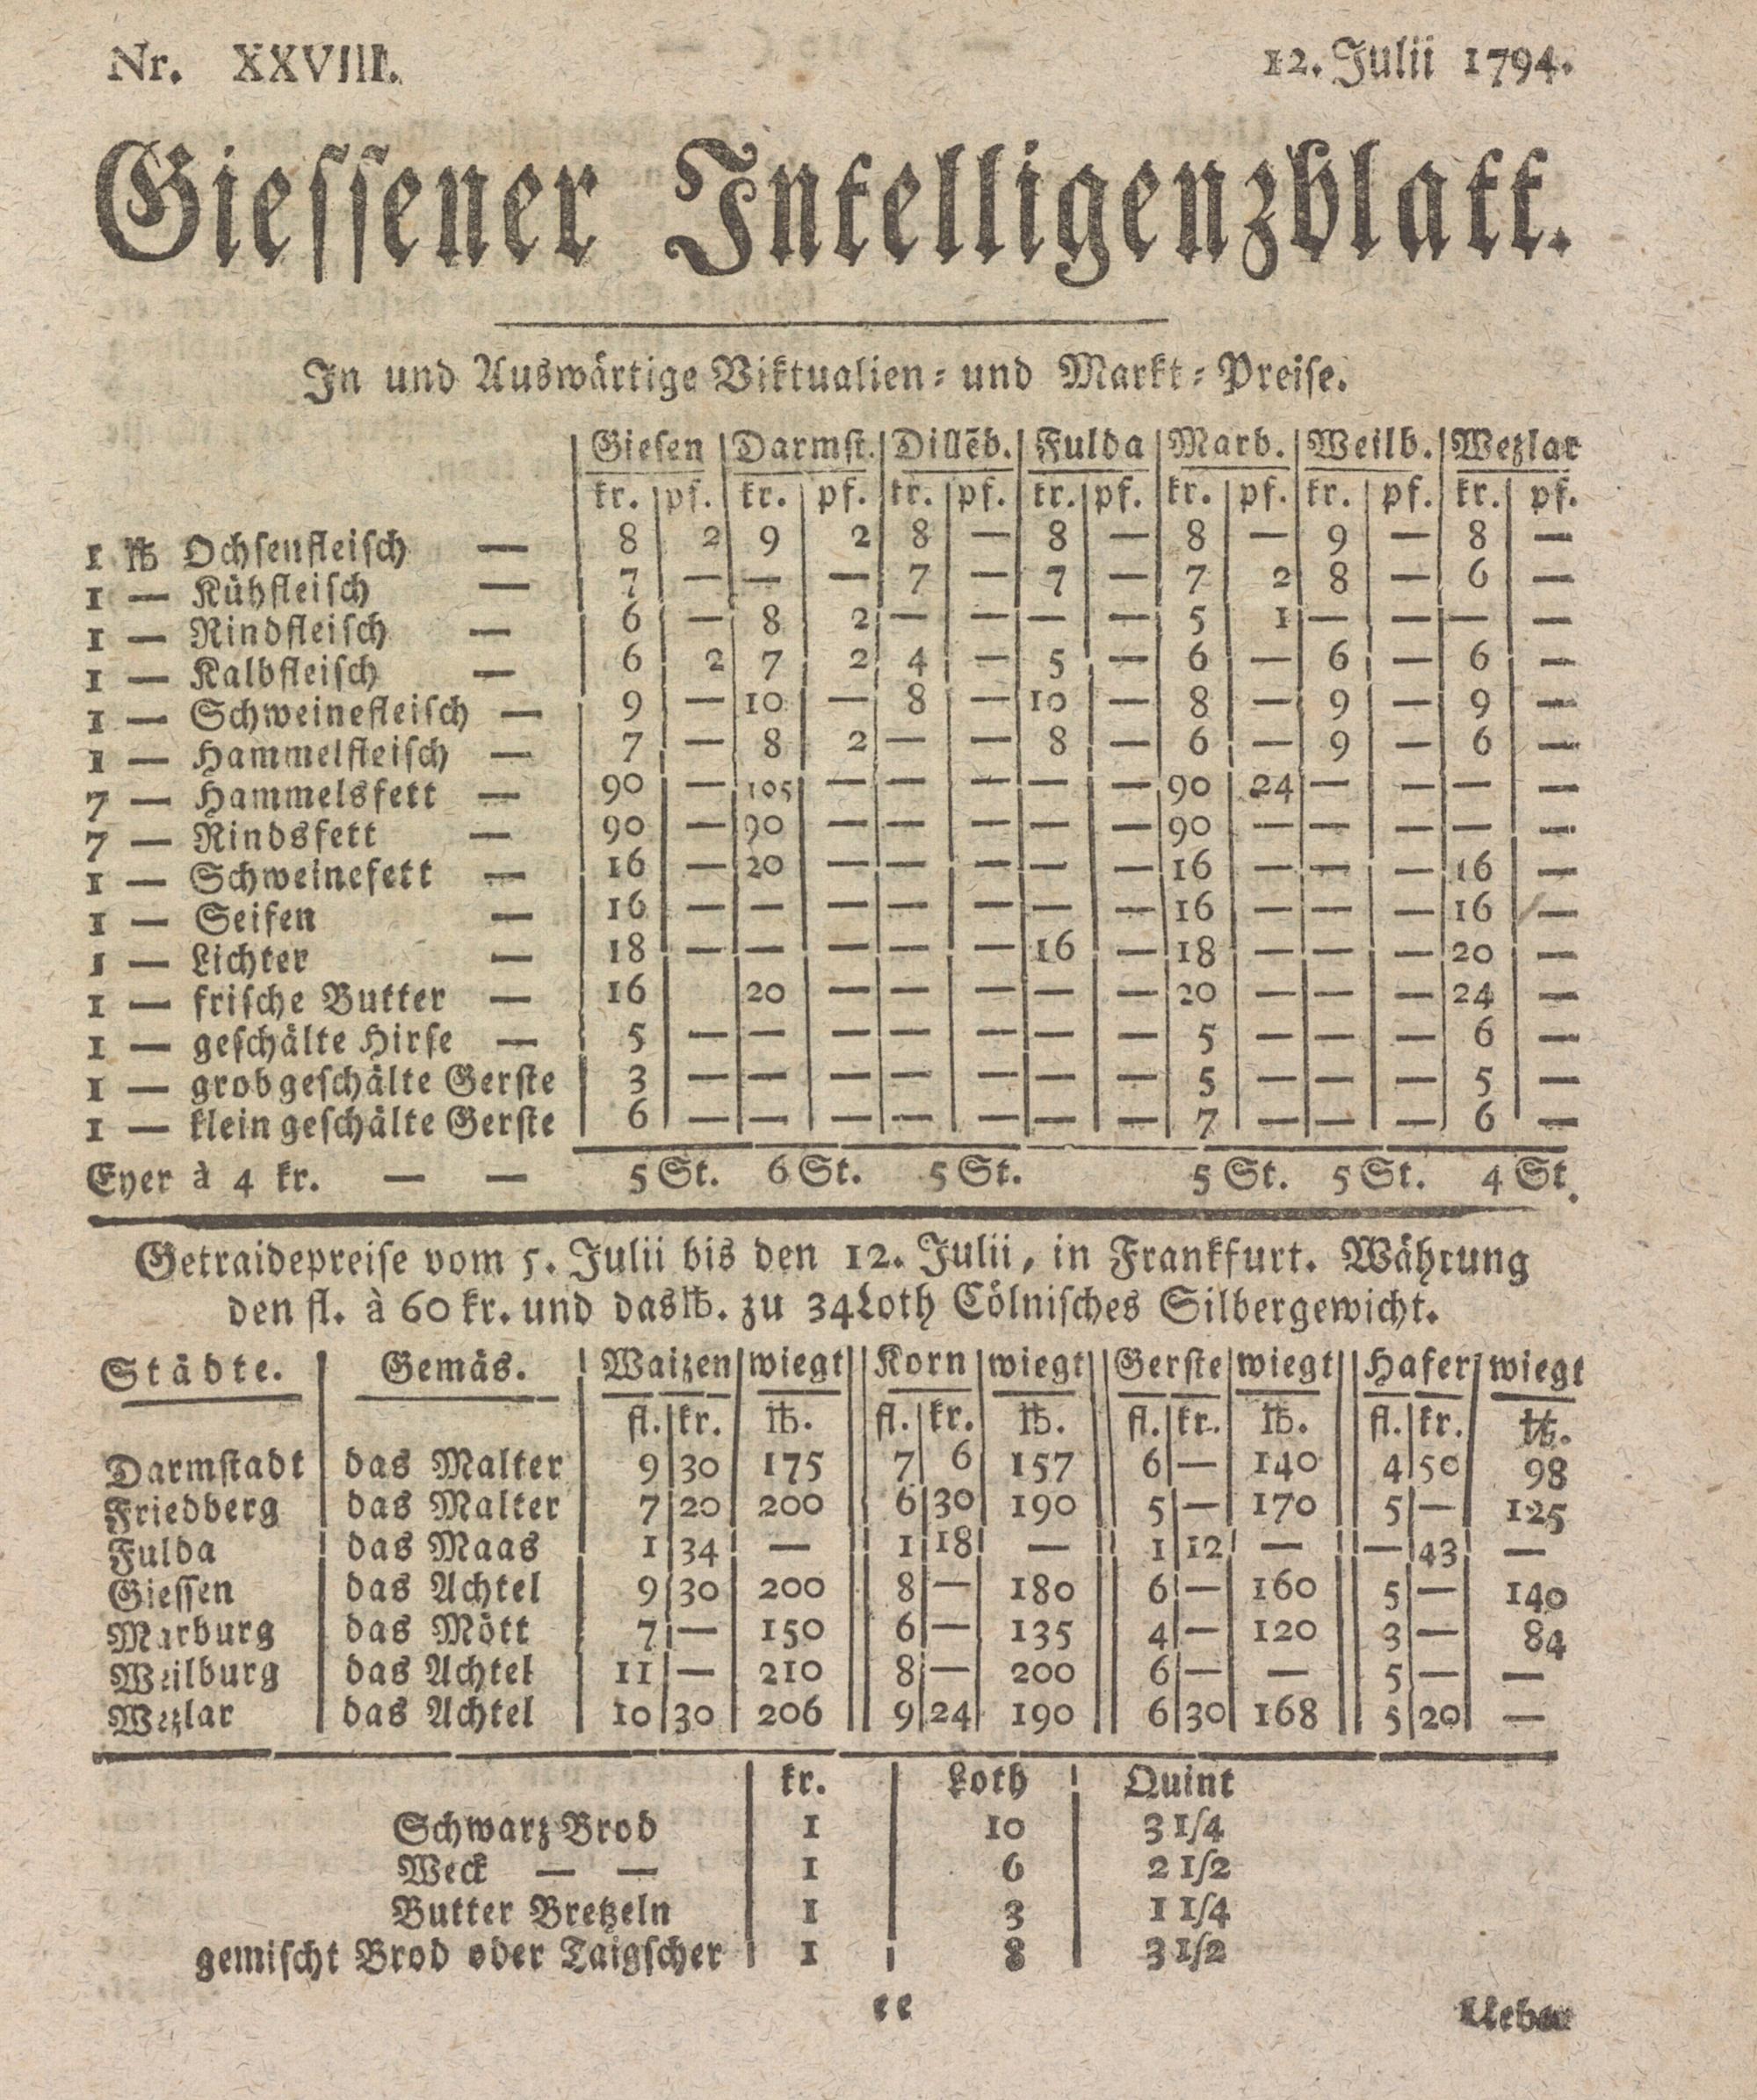 Nr. XXVIII. 12. Julii 1794.
Giessener Intelligenzblatt.
In und Auswärtige Viktualien- und Markt-Preise.
Giesen Darmst. Dillēb. Fulda Marb. Weilb. Wezlar
kr. pf. kr. pf. kr. pf. kr. pf. kr. pf. kr. pf. kr. pf.
1 ℔ Ochsenfleisch — 8 2 9 2 8 — 8 — 8 — 9 — 8 —
1 — Kühfleisch — 7 — — — 7 — 7 — 7 2 8 — 6 —
1 — Rindfleisch — 6 — 8 2 — — — — 5 1 — — — —
1 — Kalbfleisch — 6 2 7 2 4 — 5 — 6 — 6 — 6 —
1 — Schweinefleisch — 9 — 10 — 8 — 10 — 8 — 9 — 9 —
1 — Hammelfleisch — 7 — 8 2 — — 8 — 6 — 9 — 6 —
7 — Hammelsfett — 90 — 105 — — — — — 90 24 — — — —
7 — Rindsfett — 90 — 90 — — — — — 90 — — — — —
1 — Schweinefett — 16 — 20 — — — — — 16 — — — 16 —
1 — Seifen — 16 — — — — — — — 16 — — — 16 —
1 — Lichter — 18 — — — — — 16 — 18 — — — 20 —
1 — frische Butter — 16 20 — — — — — 20 — — — 24 —
1 — geschälte Hirse — 5 — — — — — — — 5 — — — 6 —
1 — grob geschälte Gerste 3 — — — — — — — 5 — — — 5 —
1 — klein geschälte Gerste 6 — — — — — — — 7 — — — 6 —
Eyer à 4 kr. — — 5 St. 6 St. 5 St. 5 St. 5 St. 4 St.
Getraidepreise vom 5. Julii bis den 12. Julii, in Frankfurt. Währung
den fl. à 60 kr. und das ℔. zu 34 Loth Cölnisches Silbergewicht.
Städte. Gemäs. Waizen wiegt Korn wiegt Gerste wiegt Hafer wiegt
fl. kr. ℔. fl. kr. ℔. fl. kr. ℔. fl. kr. ℔.
Darmstadt das Malter 9 30 175 7 6 157 6 — 140 4 50 98
Friedberg das Malter 7 20 200 6 30 190 5 — 170 5 — 125
Fulda das Maas 1 34 — 1 18 — 1 12 — — 43 —
Giessen das Achtel 9 30 200 8 — 180 6 — 160 5 — 140
Marburg das Mött 7 — 150 6 — 135 4 — 120 3 — 84
Weilburg das Achtel 11 — 210 8 — 200 6 — — 5 — —
Wezlar das Achtel 10 30 206 9 24 190 6 30 168 5 20 —
kr. Loth Quint
Schwarz Brod 1 10 3 1/4
Weck — — 1 6 2 1/2
Butter Bretzeln 1 3 1 1/4
gemischt Brod oder Taigscher 1 8 3 1/2
ee